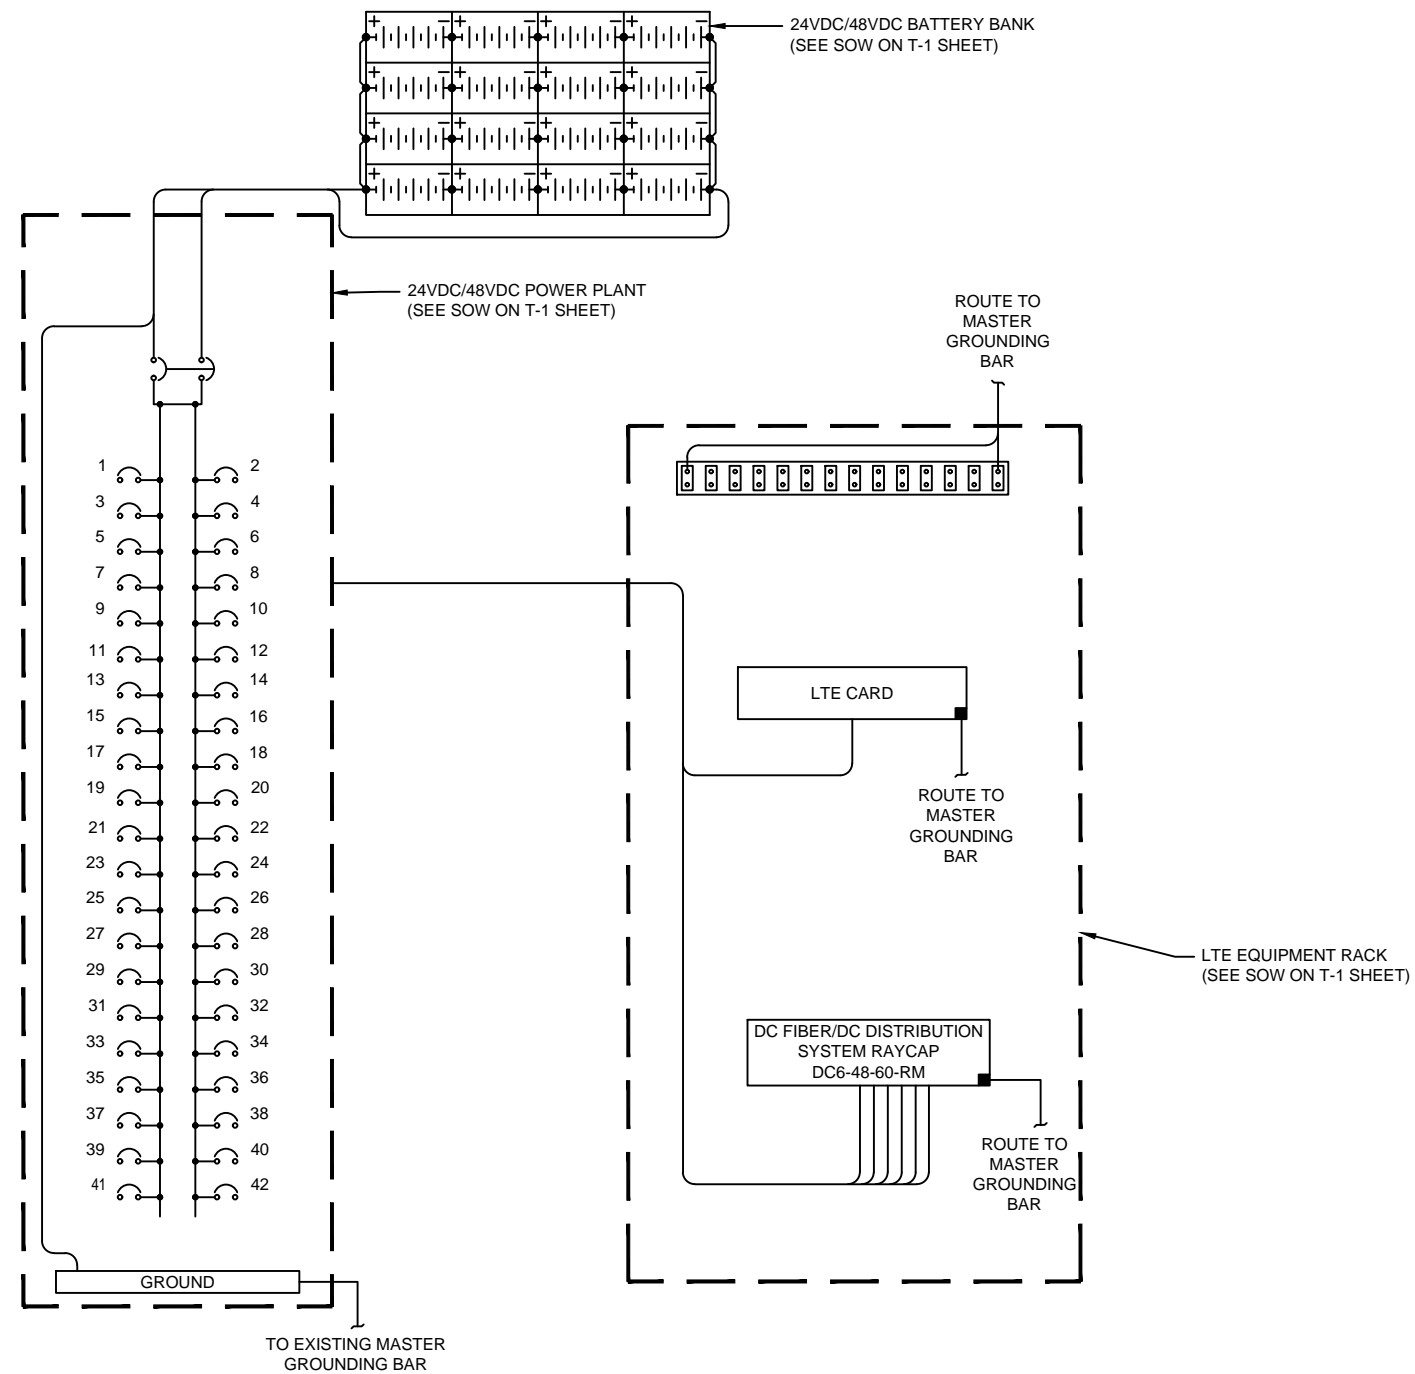 24VDC/48VDC BATTERY BANK
(SEE SOW ON T-1 SHEET)
24VDC/48VDC POWER PLANT
(SEE SOW ON T-1 SHEET)
ROUTE TO
MASTER
GROUNDING
BAR
1 2
3 4
5 6
7 8
9 10
11 12
13 14
15 16
17 18
19 20
21 22
23 24
25 26
27 28
29 30
31 32
33 34
35 36
37 38
39 40
41 42
LTE CARD
ROUTE TO
MASTER
GROUNDING
BAR
LTE EQUIPMENT RACK
(SEE SOW ON T-1 SHEET)
DC FIBER/DC DISTRIBUTION
SYSTEM RAYCAP
DC6-48-60-RM
ROUTE TO
MASTER
GROUNDING
BAR
GROUND
TO EXISTING MASTER
GROUNDING BAR